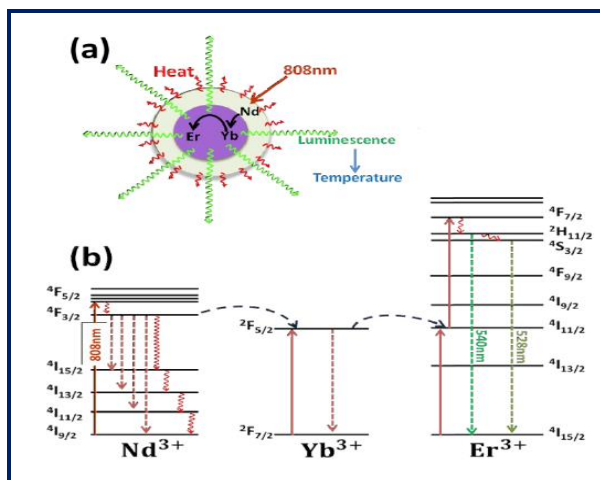 (a)
Heat
808nm
Nd
Er
Yb
Luminescence
Temperature
(b)
⁴F₅/₂
⁴F₃/₂
808nm
⁴I₁₅/₂
⁴I₁₃/₂
⁴I₁₁/₂
⁴I₉/₂
Nd³⁺
²F₅/₂
²F₇/₂
Yb³⁺
⁴F₇/₂
²H₁₁/₂
⁴S₃/₂
⁴F₉/₂
⁴I₉/₂
⁴I₁₁/₂
540nm
528nm
⁴I₁₃/₂
⁴I₁₅/₂
Er³⁺